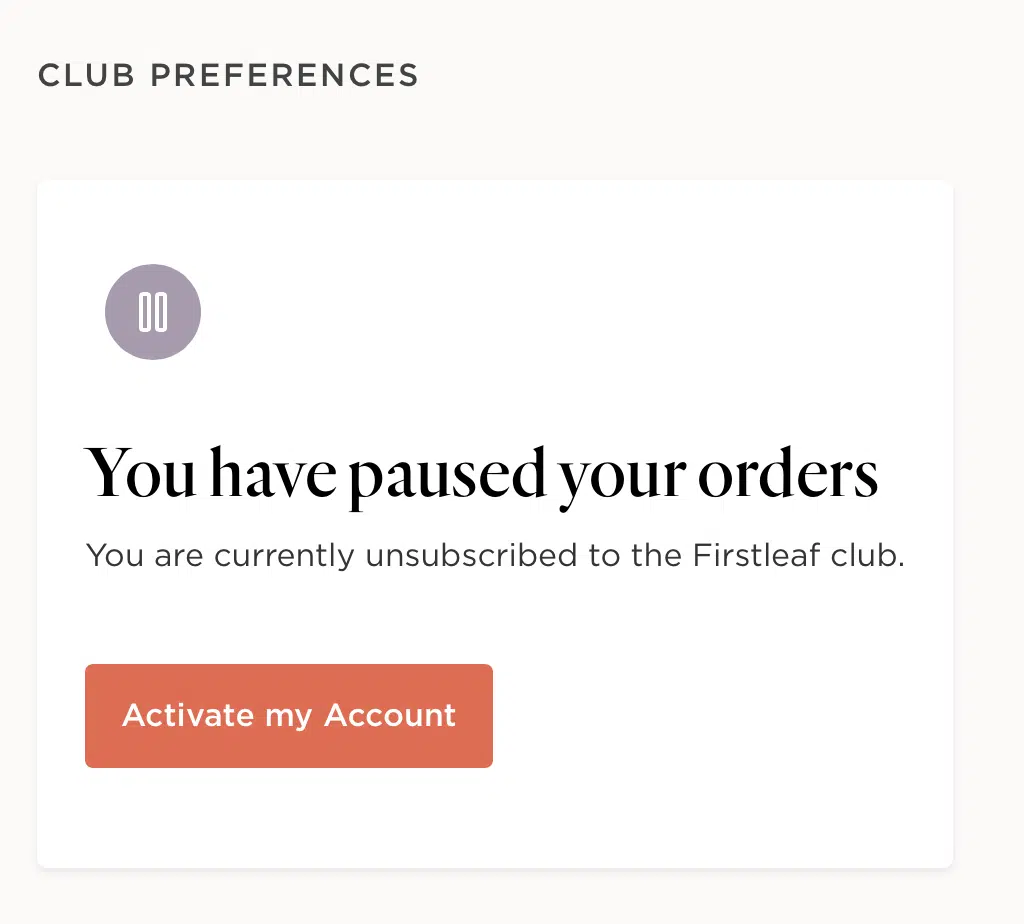 CLUB PREFERENCES
You have paused your orders
You are currently unsubscribed to the Firstleaf club.
Activate my Account